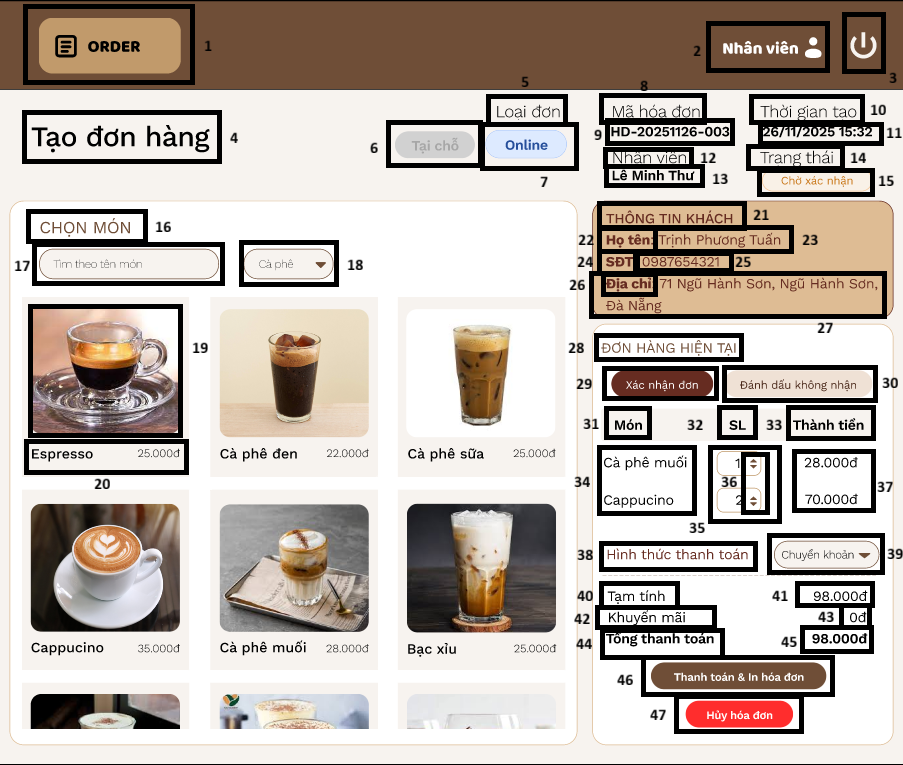 ORDER
1
2
Nhân viên
3
Tạo đơn hàng
4
5
Loại đơn
6
Tại chỗ
Online
7
8
Mã hóa đơn
9
HD-20251126-003
Nhân viên
12
Lê Minh Thư
13
Thời gian tạo
10
26/11/2025 15:32
11
Trạng thái
14
Chờ xác nhận
15
CHỌN MÓN
16
17
Tìm theo tên món
Cà phê
18
19
Espresso
25.000đ
20
Cà phê đen
22.000đ
Cà phê sữa
25.000đ
Cappucino
35.000đ
Cà phê muối
28.000đ
Bạc xỉu
25.000đ
THÔNG TIN KHÁCH
21
22
Họ tên:
Trịnh Phương Tuấn
23
24
SĐT
0987654321
25
26
Địa chỉ:
71 Ngũ Hành Sơn, Ngũ Hành Sơn,
Đà Nẵng
27
28
ĐƠN HÀNG HIỆN TẠI
29
Xác nhận đơn
Đánh dấu không nhận
30
31
Món
32
SL
33
Thành tiền
34
Cà phê muối
1
28.000đ
36
37
Cappucino
2
70.000đ
35
38
Hình thức thanh toán
Chuyển khoản
39
40
Tạm tính
41
98.000đ
42
Khuyến mãi
43
0đ
44
Tổng thanh toán
45
98.000đ
46
Thanh toán & In hóa đơn
47
Hủy hóa đơn